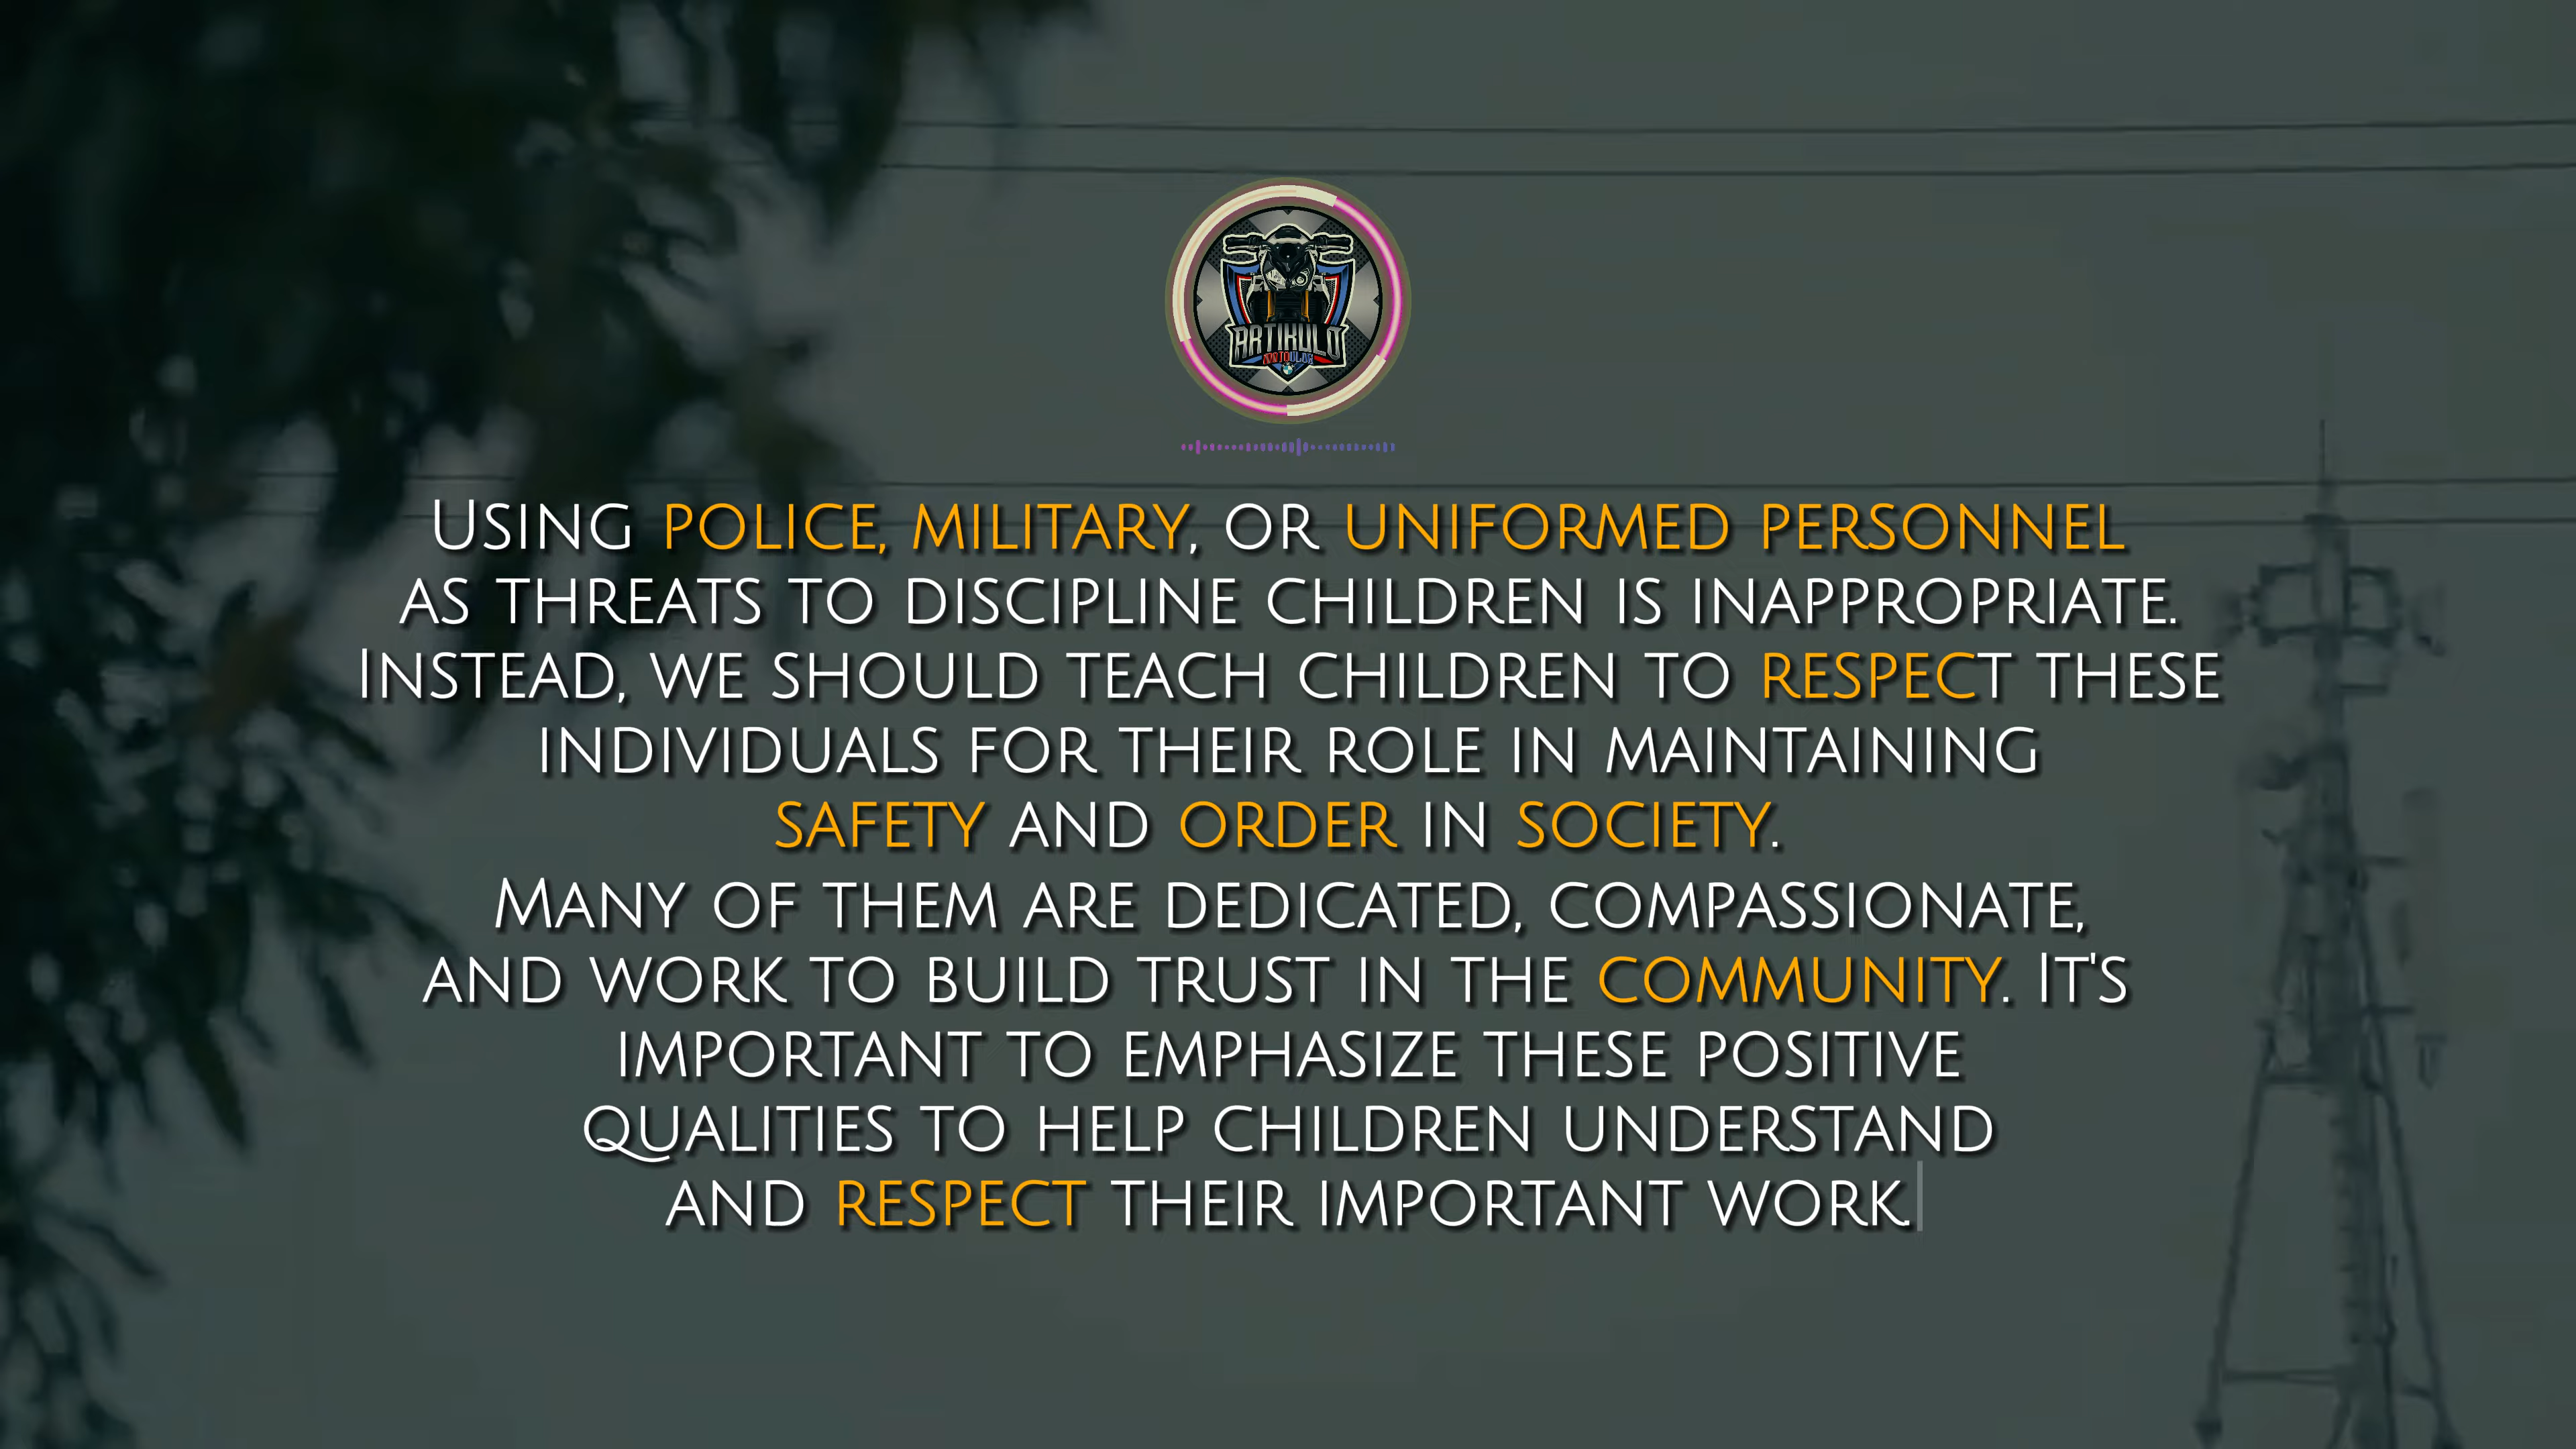 ARTIKULO
USING POLICE, MILITARY, OR UNIFORMED PERSONNEL
AS THREATS TO DISCIPLINE CHILDREN IS INAPPROPRIATE.
INSTEAD, WE SHOULD TEACH CHILDREN TO RESPECT THESE
INDIVIDUALS FOR THEIR ROLE IN MAINTAINING
SAFETY AND ORDER IN SOCIETY.
MANY OF THEM ARE DEDICATED, COMPASSIONATE,
AND WORK TO BUILD TRUST IN THE COMMUNITY. IT'S
IMPORTANT TO EMPHASIZE THESE POSITIVE
QUALITIES TO HELP CHILDREN UNDERSTAND
AND RESPECT THEIR IMPORTANT WORK.